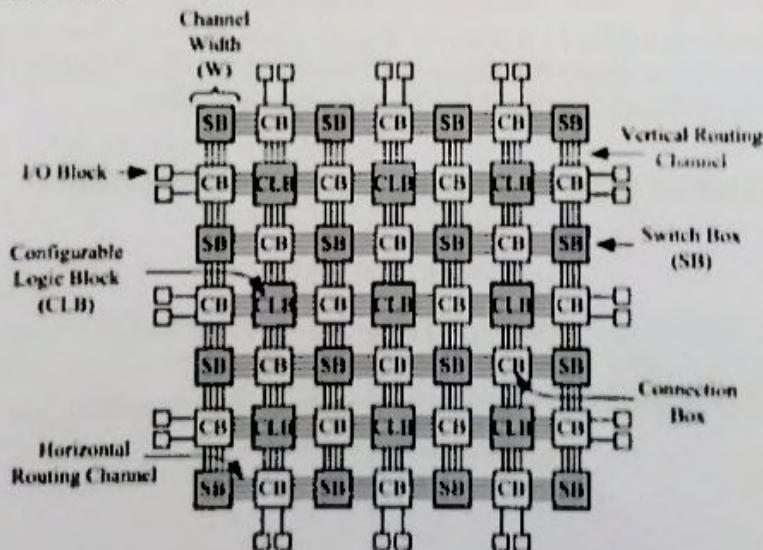 Channel
Width
(W)
SB CB SB CB SB CB SB
Vertical Routing
Channel
I/O Block
CB CLB CB CLB CB CLB CB
SB CB SB CB SB CB SB
Switch Box
(SB)
Configurable
Logic Block
(CLB)
CB CLB CB CLB CB CLB CB
SB CB SB CB SB CB SB
Connection
Box
CB CLB CB CLB CB CLB CB
Horizontal
Routing Channel
SB CB SB CB SB CB SB